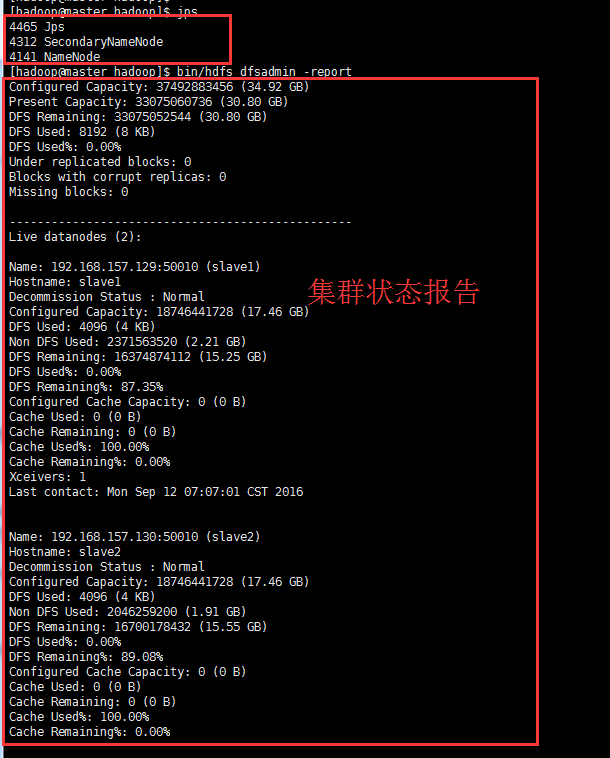 [hadoop@master hadoop]$ jps
4465 Jps
4312 SecondaryNameNode
4141 NameNode
[hadoop@master hadoop]$ bin/hdfs dfsadmin -report
Configured Capacity: 37492883456 (34.92 GB)
Present Capacity: 33075060736 (30.80 GB)
DFS Remaining: 33075052544 (30.80 GB)
DFS Used: 8192 (8 KB)
DFS Used%: 0.00%
Under replicated blocks: 0
Blocks with corrupt replicas: 0
Missing blocks: 0
-------------------------------------------------
Live datanodes (2):
Name: 192.168.157.129:50010 (slave1)
Hostname: slave1
集群状态报告
Decommission Status : Normal
Configured Capacity: 18746441728 (17.46 GB)
DFS Used: 4096 (4 KB)
Non DFS Used: 2371563520 (2.21 GB)
DFS Remaining: 16374874112 (15.25 GB)
DFS Used%: 0.00%
DFS Remaining%: 87.35%
Configured Cache Capacity: 0 (0 B)
Cache Used: 0 (0 B)
Cache Remaining: 0 (0 B)
Cache Used%: 100.00%
Cache Remaining%: 0.00%
Xceivers: 1
Last contact: Mon Sep 12 07:07:01 CST 2016
Name: 192.168.157.130:50010 (slave2)
Hostname: slave2
Decommission Status : Normal
Configured Capacity: 18746441728 (17.46 GB)
DFS Used: 4096 (4 KB)
Non DFS Used: 2046259200 (1.91 GB)
DFS Remaining: 16700178432 (15.55 GB)
DFS Used%: 0.00%
DFS Remaining%: 89.08%
Configured Cache Capacity: 0 (0 B)
Cache Used: 0 (0 B)
Cache Remaining: 0 (0 B)
Cache Used%: 100.00%
Cache Remaining%: 0.00%